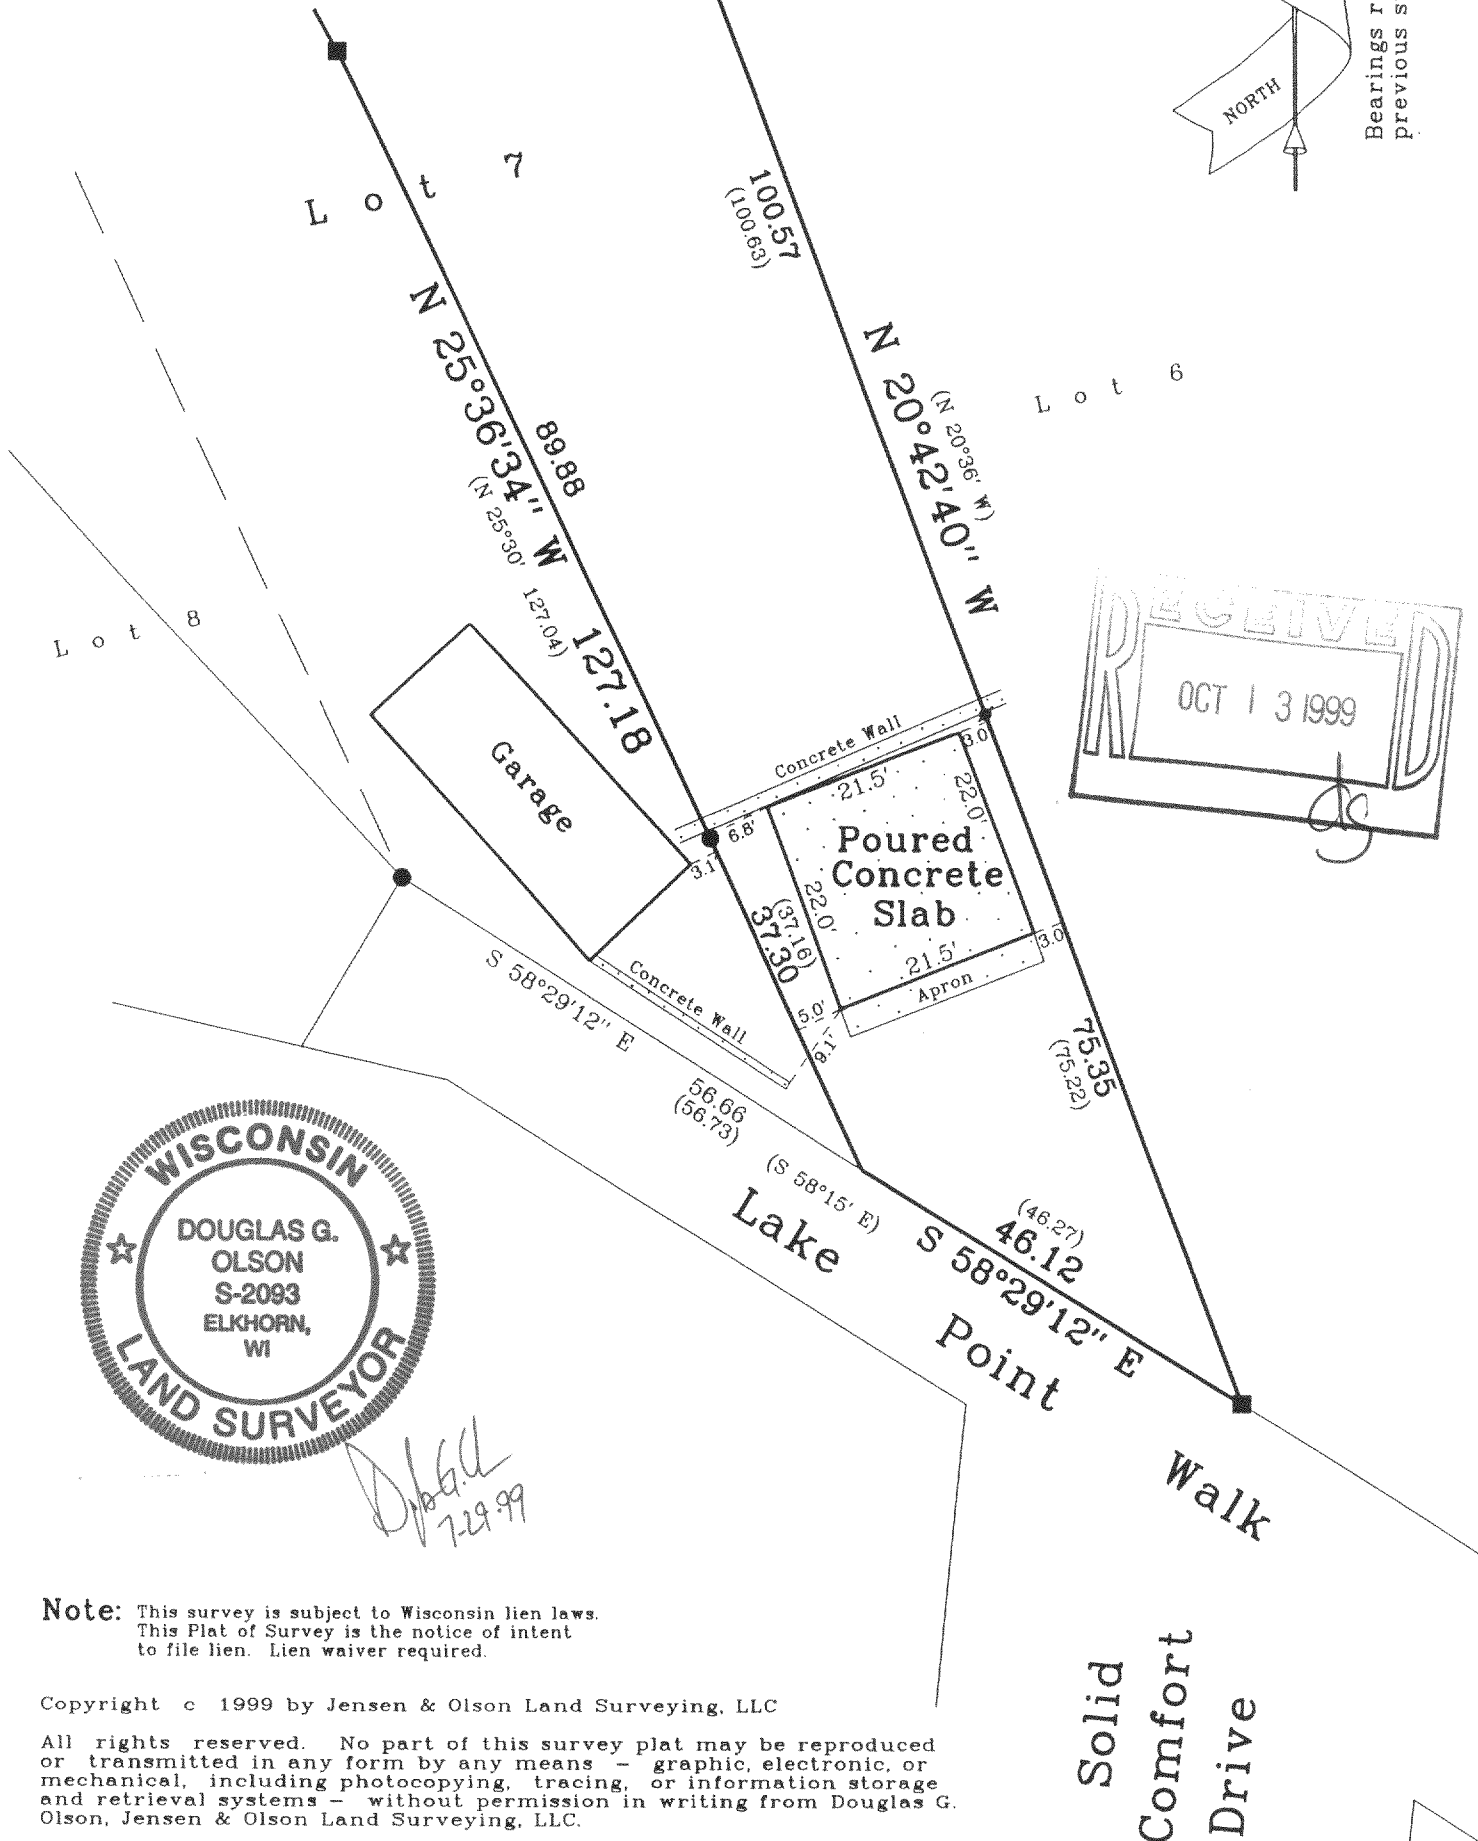 NORTH
Bearings r
previous s
Lot 7
100.57
(100.63)
N 25°36'34" W 127.18
89.88
(N 25°30' 127.04)
N 20°42'40" W
(N 20°36' W)
Lot 6
Lot 8
RECEIVED
OCT 13 1999
Garage
Concrete Wall
3.0
6.8'
21.5'
22.0'
3.1'
Poured
Concrete
Slab
22.0'
(37.16)
37.30
21.5'
3.0
Apron
5.0'
9.1'
S 58°29'12" E
Concrete Wall
56.66
(56.73)
75.35
(75.22)
(S 58°15' E)
(46.27)
46.12
S 58°29'12" E
Lake
Point
Walk
WISCONSIN
DOUGLAS G.
OLSON
S-2093
ELKHORN,
WI
LAND SURVEYOR
7-29-99
Note: This survey is subject to Wisconsin lien laws.
This Plat of Survey is the notice of intent
to file lien. Lien waiver required.
Copyright c 1999 by Jensen & Olson Land Surveying, LLC
All rights reserved. No part of this survey plat may be reproduced
or transmitted in any form by any means - graphic, electronic, or
mechanical, including photocopying, tracing, or information storage
and retrieval systems - without permission in writing from Douglas G.
Olson, Jensen & Olson Land Surveying, LLC.
Solid
Comfort
Drive